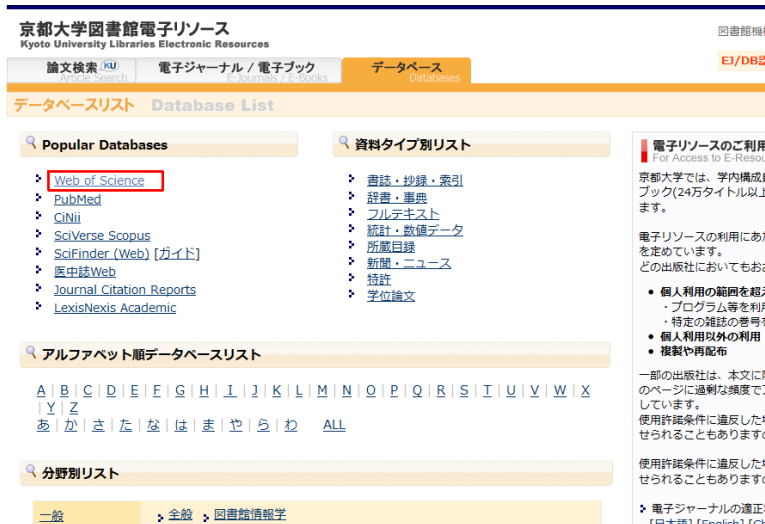 京都大学図書館電子リソース
Kyoto University Libraries Electronic Resources
図書館機
論文検索 KU
Article Search
電子ジャーナル / 電子ブック
E-Journals / E-Books
データベース
Databases
EJ/DB
データベースリスト Database List
Popular Databases
Web of Science
PubMed
CiNii
SciVerse Scopus
SciFinder (Web) [ガイド]
医中誌Web
Journal Citation Reports
LexisNexis Academic
資料タイプ別リスト
書誌・抄録・索引
辞書・事典
フルテキスト
統計・数値データ
所蔵目録
新聞・ニュース
特許
学位論文
アルファベット順データベースリスト
A | B | C | D | E | F | G | H | I | J | K | L | M | N | O | P | Q | R | S | T | U | V | W | X
| Y | Z
あ | か | さ | た | な | は | ま | や | ら | わ ALL
分野別リスト
一般
全般 図書館情報学
電子リソースのご利用
For Access to E-Resou
京都大学では、学内構成
ブック(24万タイトル以上
ます。
電子リソースの利用にあ
を定めています。
どの出版社においてもお
• 個人利用の範囲を超え
・プログラム等を利用
・特定の雑誌の巻号を
• 個人利用以外の利用
• 複製や再配布
一部の出版社は、本文に
のページに過剰な頻度で
しています。
使用許諾条件に違反した場
せられることもありますの
使用許諾条件に違反した場
せられることもありますの
電子ジャーナルの適正
[日本語] [English] [Ch